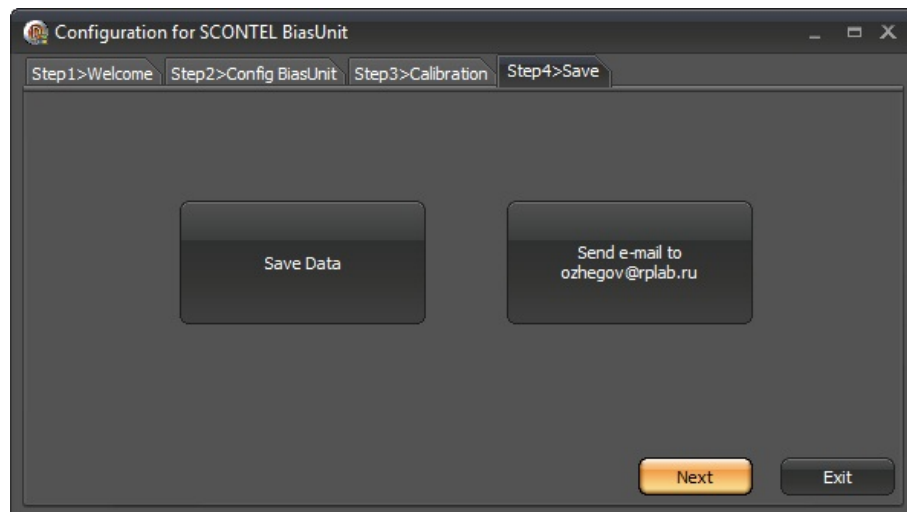 Configuration for SCONTEL BiasUnit
Step1>Welcome Step2>Config BiasUnit Step3>Calibration Step4>Save
Save Data
Send e-mail to
ozhegov@rplab.ru
Next Exit